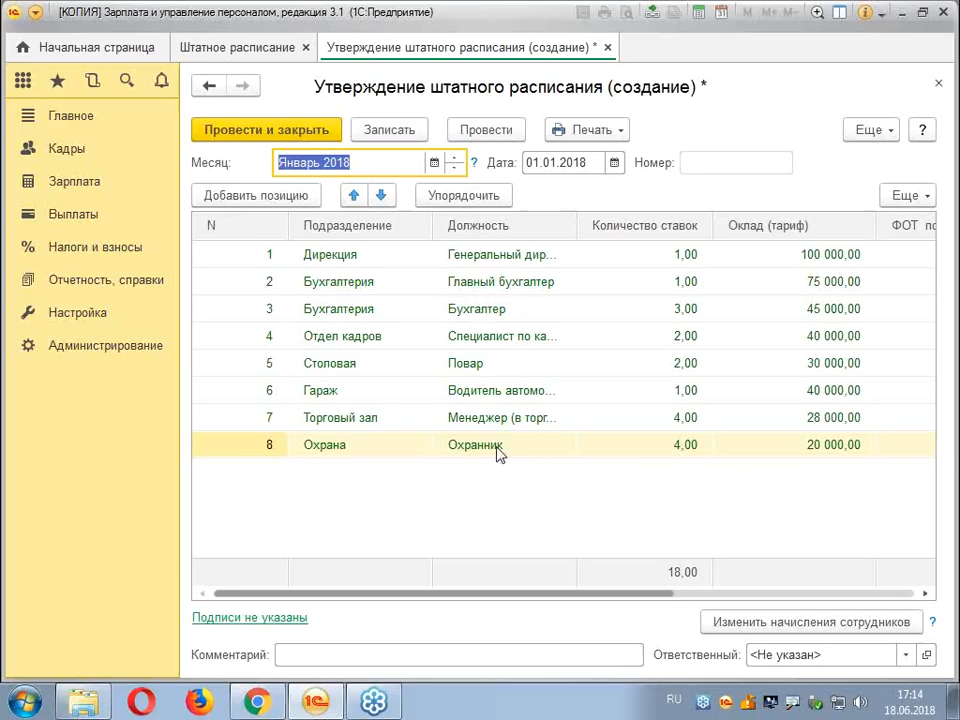 [КОПИЯ] Зарплата и управление персоналом, редакция 3.1 (1С:Предприятие)
M M+ M-
Начальная страница
Штатное расписание ×
Утверждение штатного расписания (создание) * ×
Главное
Кадры
Зарплата
Выплаты
% Налоги и взносы
Отчетность, справки
Настройка
Администрирование
Утверждение штатного расписания (создание) *
Провести и закрыть Записать Провести Печать Еще ?
Месяц: Январь 2018 ? Дата: 01.01.2018 Номер:
Добавить позицию Упорядочить Еще
N Подразделение Должность Количество ставок Оклад (тариф) ФОТ
1 Дирекция Генеральный дир... 1,00 100 000,00
2 Бухгалтерия Главный бухгалтер 1,00 75 000,00
3 Бухгалтерия Бухгалтер 3,00 45 000,00
4 Отдел кадров Специалист по ка... 2,00 40 000,00
5 Столовая Повар 2,00 30 000,00
6 Гараж Водитель автомо... 1,00 40 000,00
7 Торговый зал Менеджер (в торг... 4,00 28 000,00
8 Охрана Охранник 4,00 20 000,00
18,00
Подписи не указаны Изменить начисления сотрудников ?
Комментарий: Ответственный: <Не указан>
RU
17:14
18.06.2018